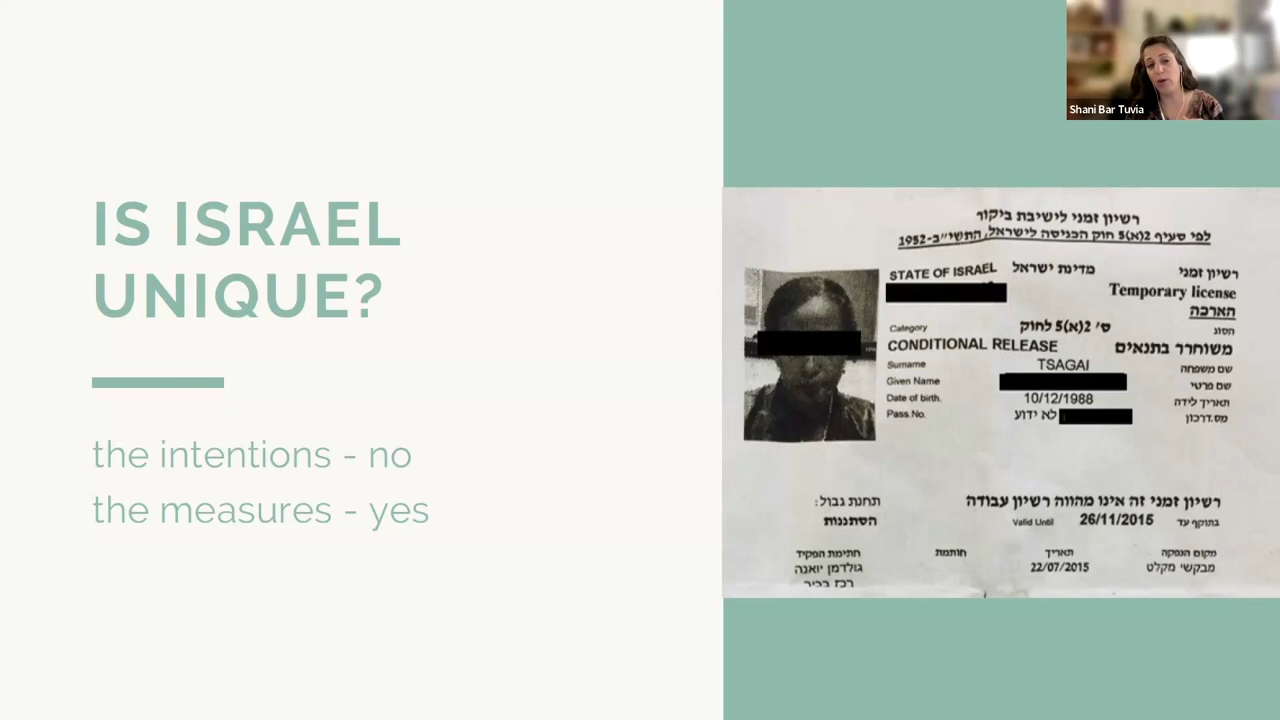 Shani Bar Tuvia
IS ISRAEL
UNIQUE?
the intentions - no
the measures - yes
רשיון זמני לישיבת ביקור
לפי סעיף 2(א)5 חוק הכניסה לישראל, התשי״ב-1952
רשיון זמני מדינת ישראל STATE OF ISRAEL
Temporary license
הארכה
הסוג ס' 2(א)5 לחוק Category
משוחרר בתנאים CONDITIONAL RELEASE
שם משפחה TSAGAI Surname
שם פרטי Given Name
תאריך לידה 10/12/1988 Date of birth.
מס.דרכון לא ידוע Pass.No.
רשיון זמני זה אינו מהווה רשיון עבודה תחנת גבול:
בתוקף עד 26/11/2015 Valid Until הסתננות
מקום הנפקה תאריך חותמת חתימת הפקיד
מבקשי מקלט 22/07/2015 גולדמן יואנה
רכז בכיר